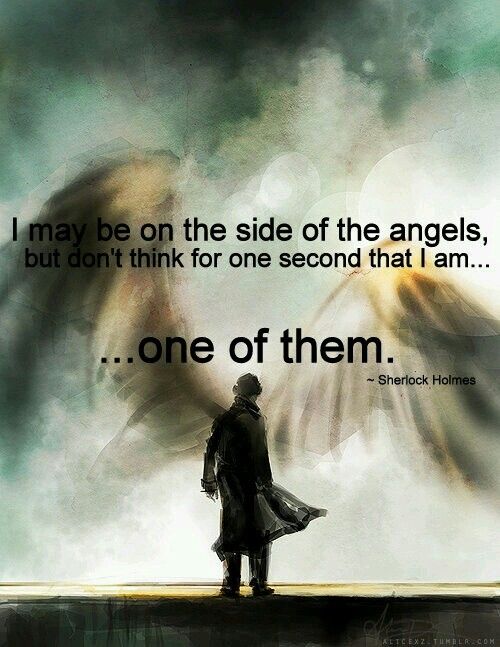 I may be on the side of the angels,
but don't think for one second that I am...
...one of them.
~ Sherlock Holmes
ALICEXZ.TUMBLR.COM